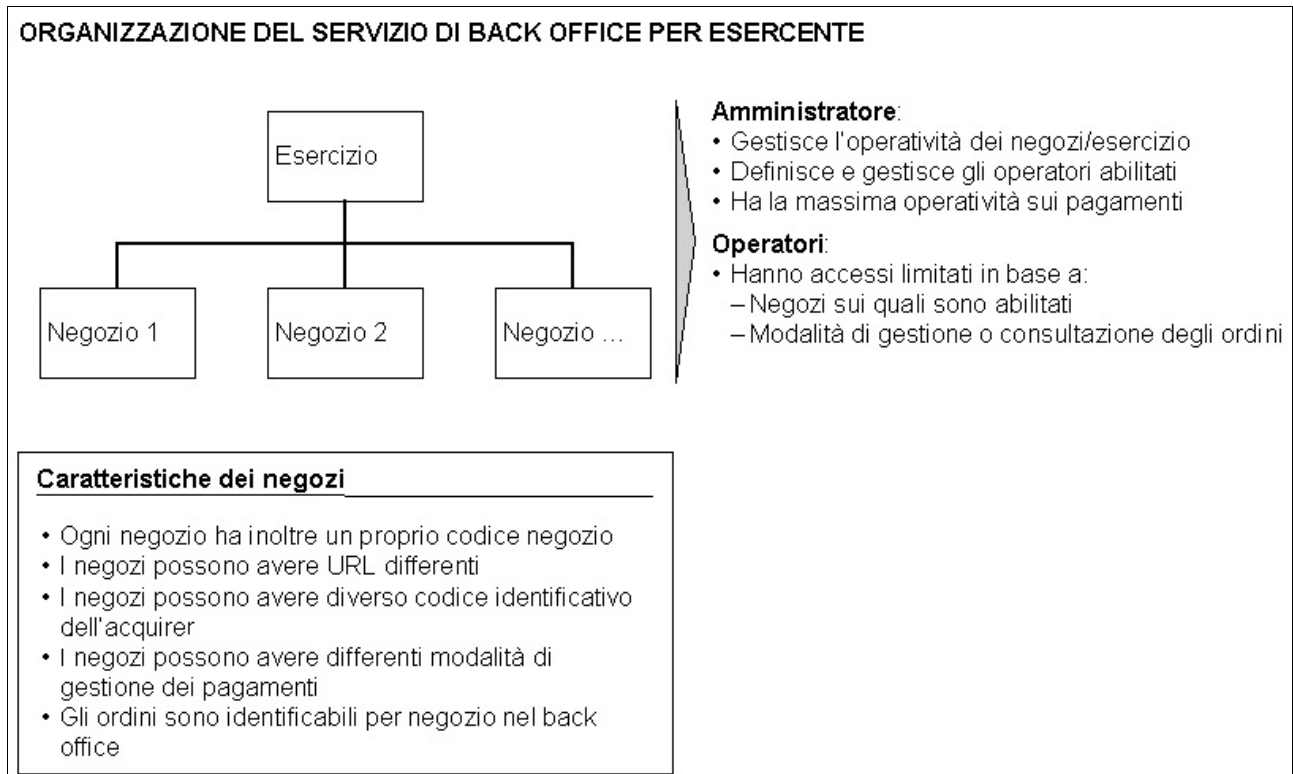 ORGANIZZAZIONE DEL SERVIZIO DI BACK OFFICE PER ESERCENTE
Esercizio
Negozio 1
Negozio 2
Negozio ...
Amministratore:
• Gestisce l'operatività dei negozi/esercizio
• Definisce e gestisce gli operatori abilitati
• Ha la massima operatività sui pagamenti
Operatori:
• Hanno accessi limitati in base a:
– Negozi sui quali sono abilitati
– Modalità di gestione o consultazione degli ordini
Caratteristiche dei negozi
• Ogni negozio ha inoltre un proprio codice negozio
• I negozi possono avere URL differenti
• I negozi possono avere diverso codice identificativo
dell'acquirer
• I negozi possono avere differenti modalità di
gestione dei pagamenti
• Gli ordini sono identificabili per negozio nel back
office